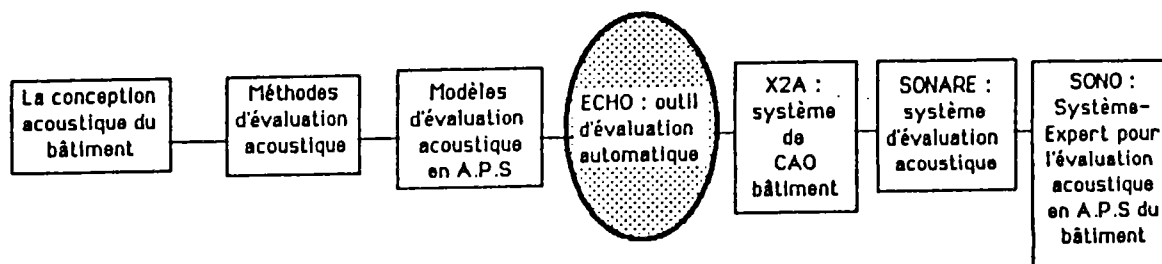 La conception
acoustique du
bâtiment
Méthodes
d'évaluation
acoustique
Modèles
d'évaluation
acoustique
en A.P.S
ECHO : outil
d'évaluation
automatique
X2A :
système
de
CAO
bâtiment
SONARE :
système
d'évaluation
acoustique
SONO :
Système-
Expert pour
l'évaluation
acoustique
en A.P.S du
bâtiment